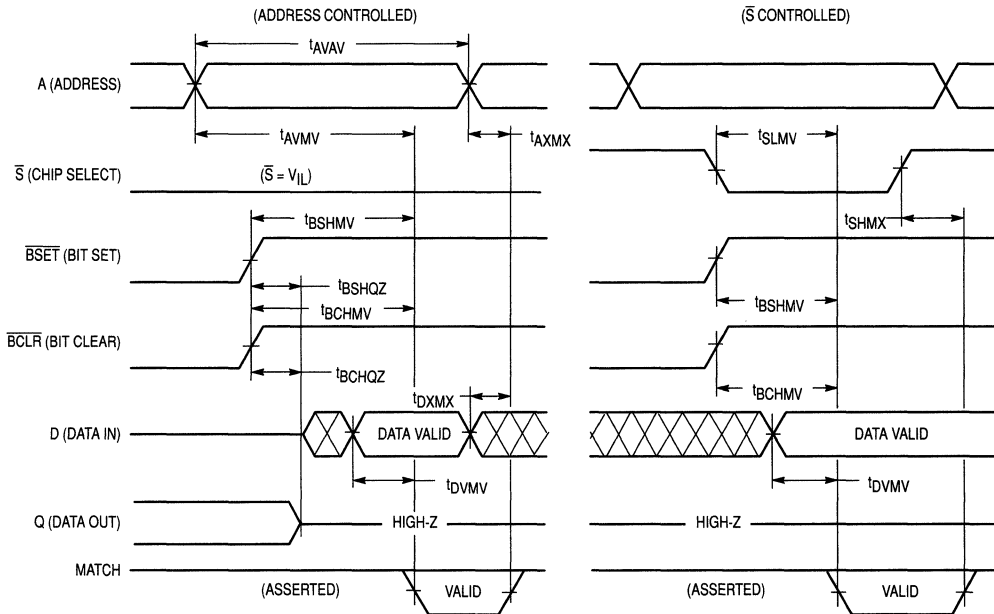 (ADDRESS CONTROLLED)
(S̅ CONTROLLED)
tAVAV
A (ADDRESS)
tAVMV
tAXMX
tSLMV
S̅ (CHIP SELECT)
(S̅ = VIL)
tBSHMV
tSHMX
B̅S̅E̅T̅ (BIT SET)
tBSHQZ
tBSHMV
tBCHMV
B̅C̅L̅R̅ (BIT CLEAR)
tBCHQZ
tDXMX
tBCHMV
D (DATA IN)
DATA VALID
DATA VALID
tDVMV
tDVMV
Q (DATA OUT)
HIGH-Z
HIGH-Z
MATCH
(ASSERTED)
VALID
(ASSERTED)
VALID